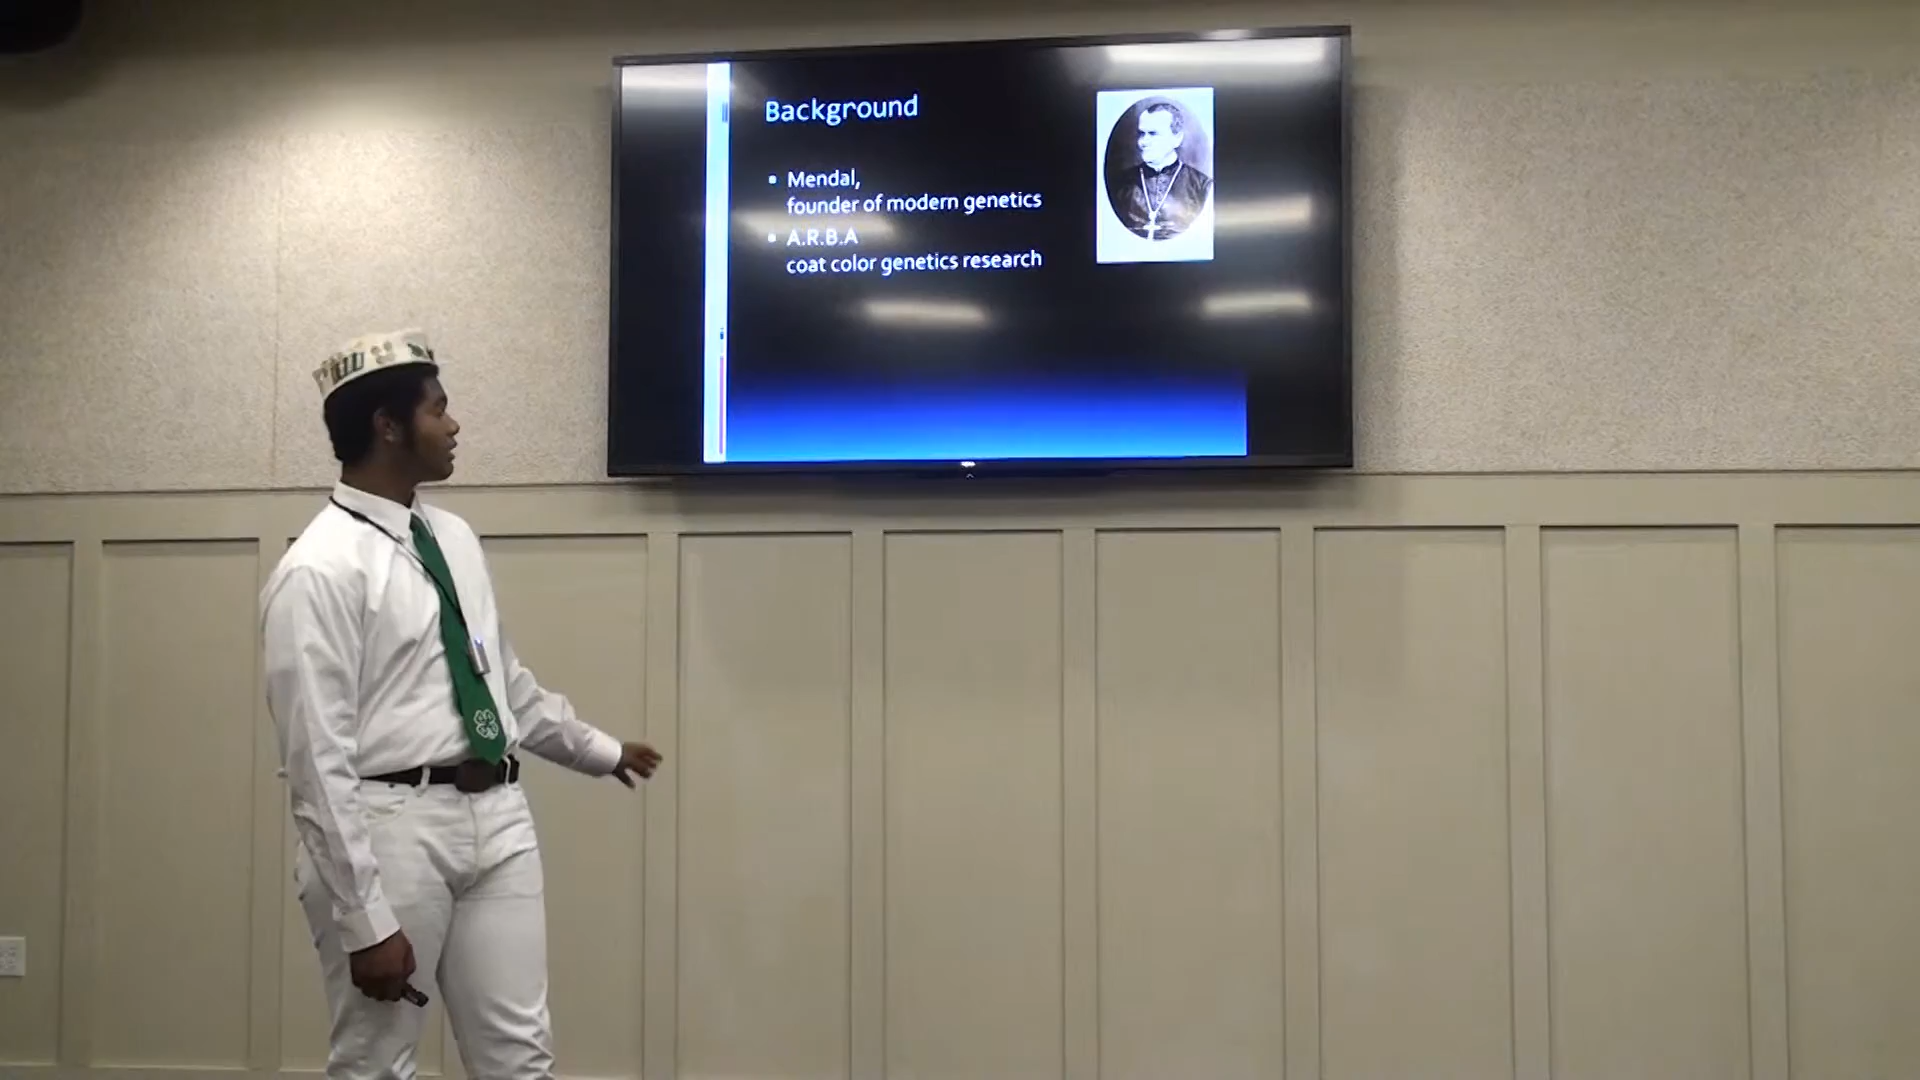 Background
▪ Mendal,
founder of modern genetics
▪ A.R.B.A
coat color genetics research